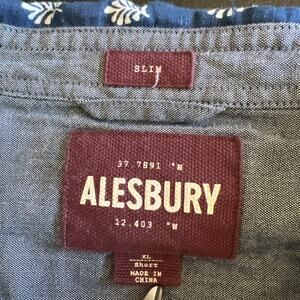 SLIM
37.7891 °N
ALESBURY
12.403 °W
XL
Short
MADE IN
CHINA